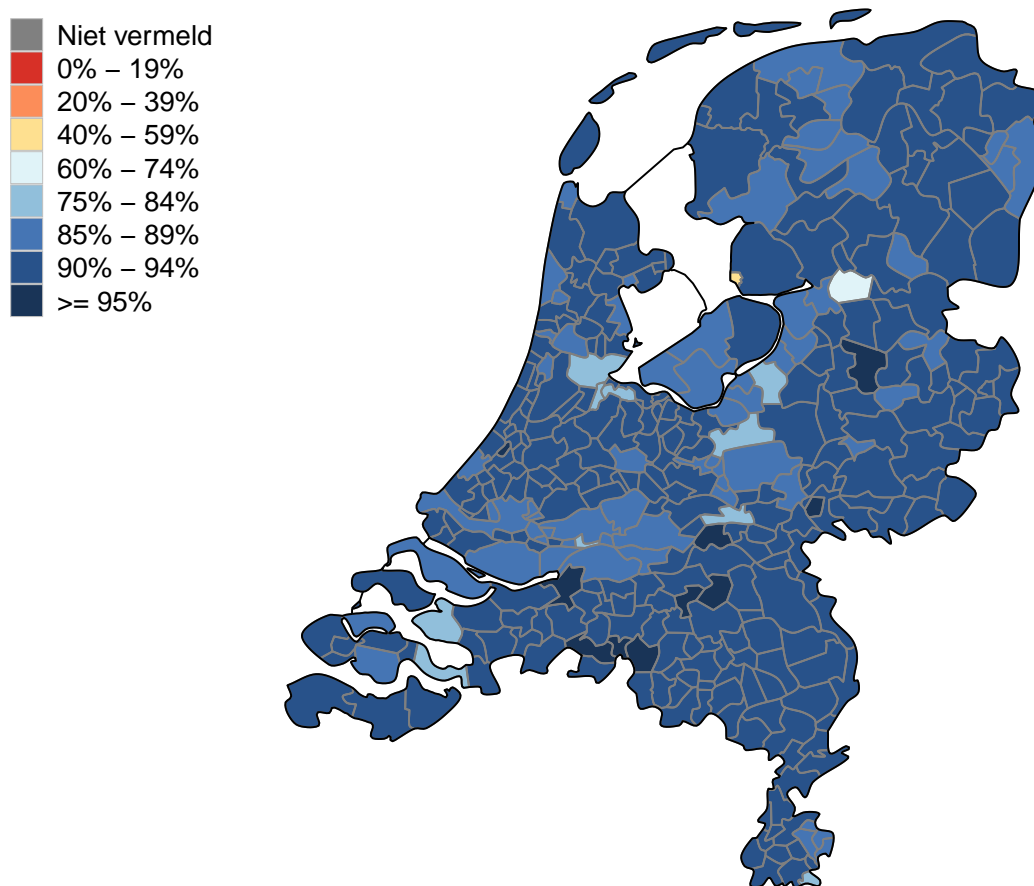 Niet vermeld
0% – 19%
20% – 39%
40% – 59%
60% – 74%
75% – 84%
85% – 89%
90% – 94%
>= 95%